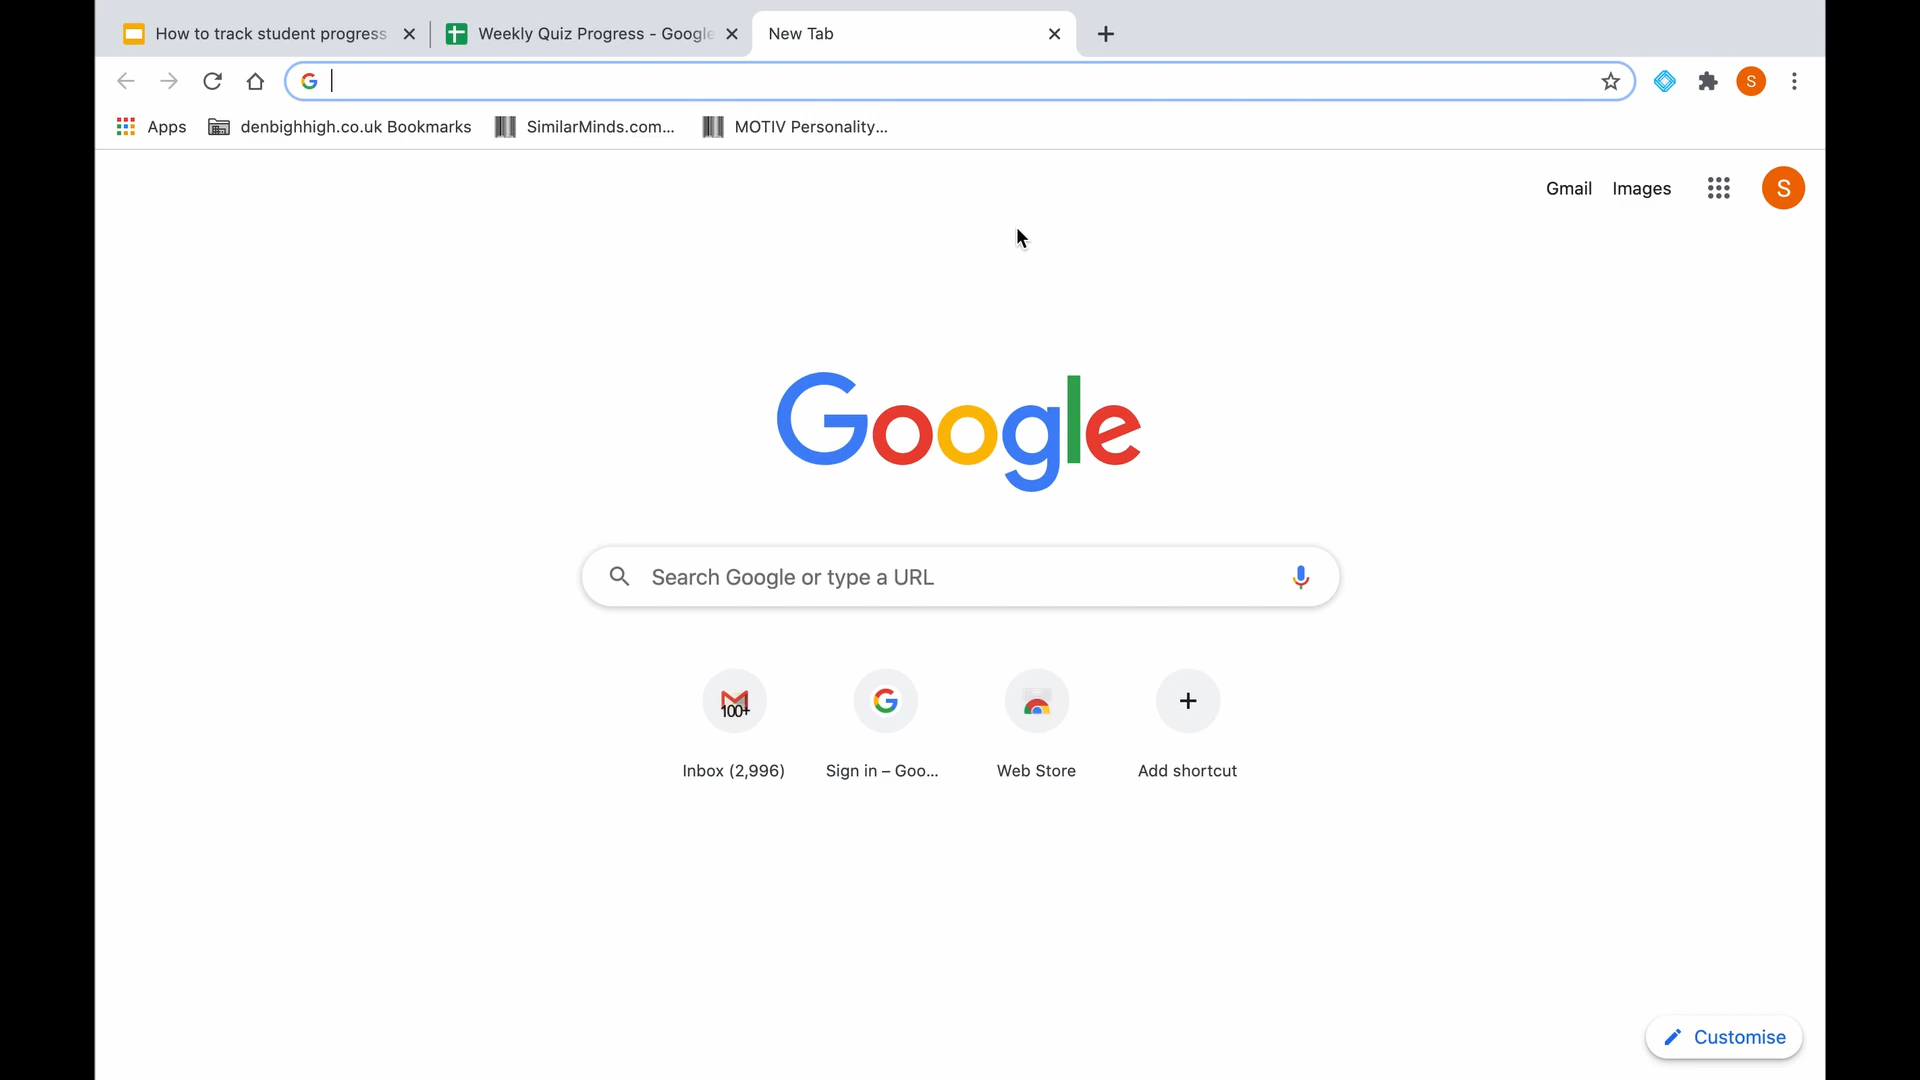 How to track student progress
Weekly Quiz Progress - Google
New Tab
Apps
denbighhigh.co.uk Bookmarks
SimilarMinds.com...
MOTIV Personality...
S
Gmail
Images
S
Google
Search Google or type a URL
100+
Inbox (2,996)
Sign in – Goo...
Web Store
Add shortcut
Customise